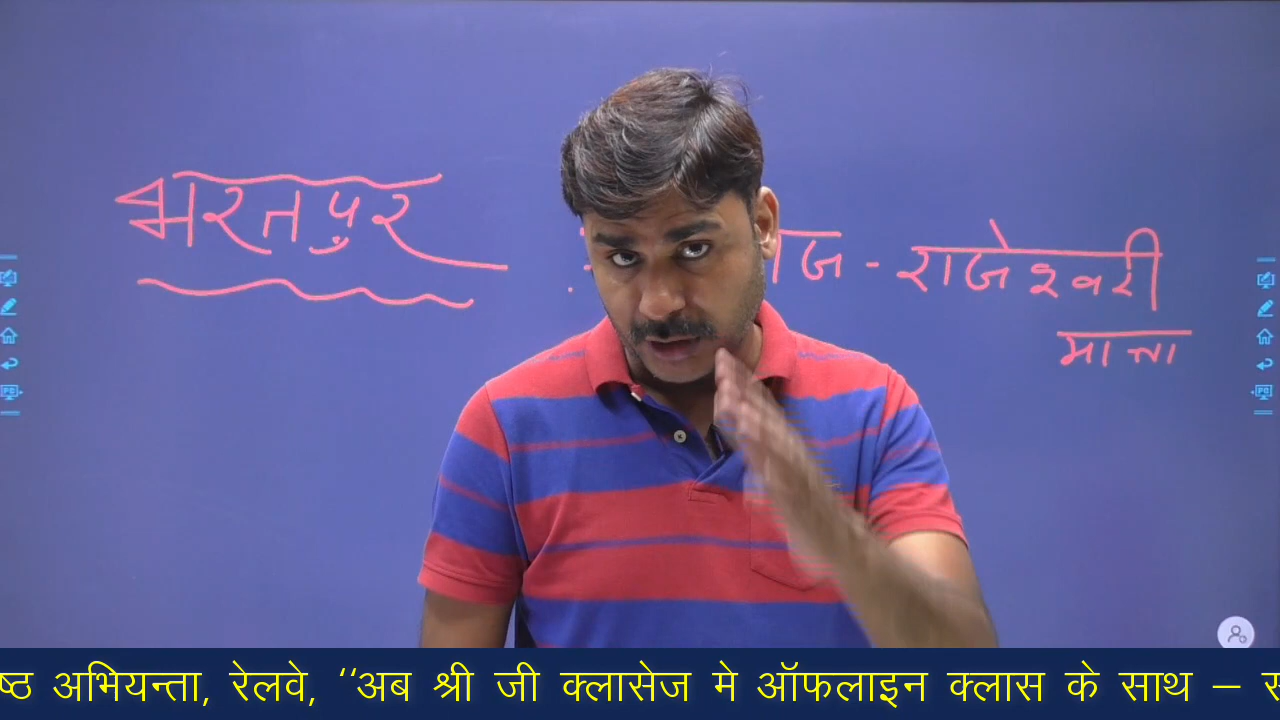 भरतपुर
ज - राजेश्वरी
माता
ष्ठ अभियन्ता, रेलवे, ‘‘अब श्री जी क्लासेज मे ऑफलाइन क्लास के साथ – स